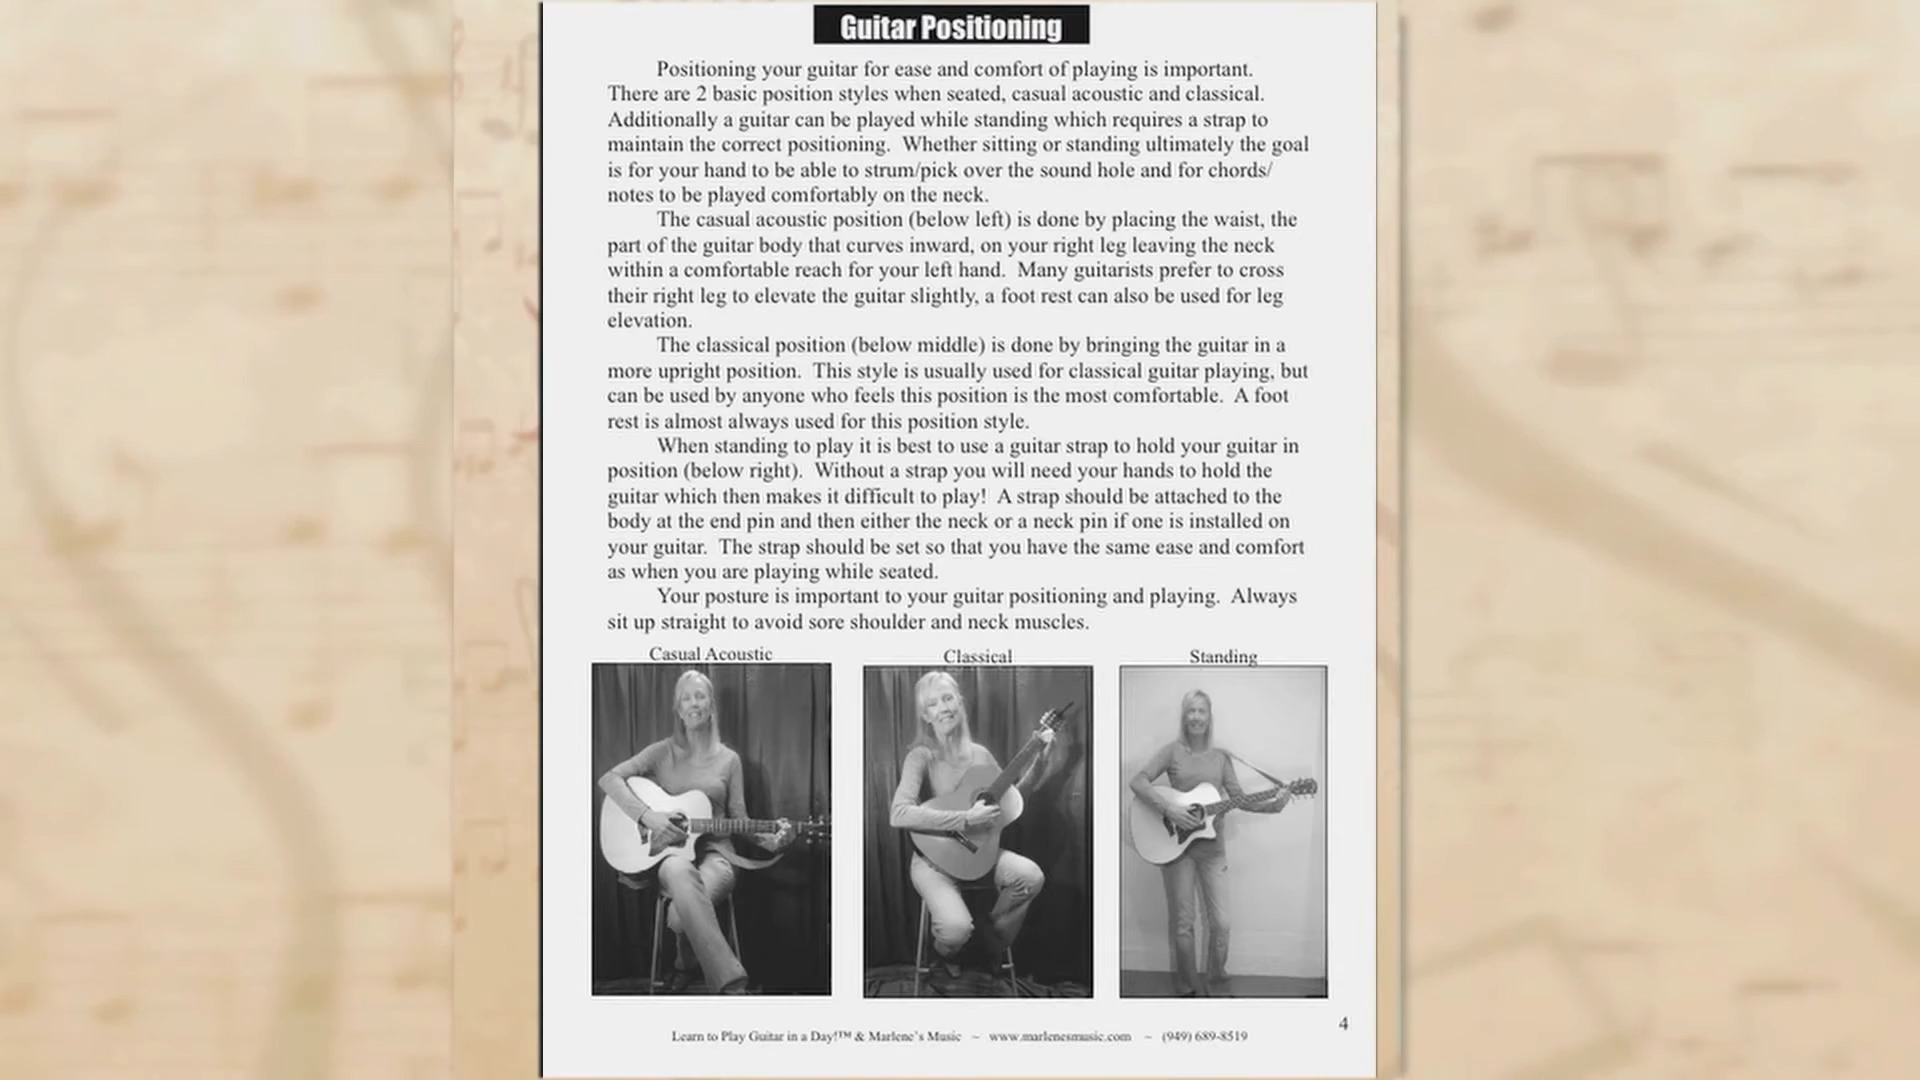 Guitar Positioning
Positioning your guitar for ease and comfort of playing is important.
There are 2 basic position styles when seated, casual acoustic and classical.
Additionally a guitar can be played while standing which requires a strap to
maintain the correct positioning.  Whether sitting or standing ultimately the goal
is for your hand to be able to strum/pick over the sound hole and for chords/
notes to be played comfortably on the neck.
The casual acoustic position (below left) is done by placing the waist, the
part of the guitar body that curves inward, on your right leg leaving the neck
within a comfortable reach for your left hand.  Many guitarists prefer to cross
their right leg to elevate the guitar slightly, a foot rest can also be used for leg
elevation.
The classical position (below middle) is done by bringing the guitar in a
more upright position.  This style is usually used for classical guitar playing, but
can be used by anyone who feels this position is the most comfortable.  A foot
rest is almost always used for this position style.
When standing to play it is best to use a guitar strap to hold your guitar in
position (below right).  Without a strap you will need your hands to hold the
guitar which then makes it difficult to play!  A strap should be attached to the
body at the end pin and then either the neck or a neck pin if one is installed on
your guitar.  The strap should be set so that you have the same ease and comfort
as when you are playing while seated.
Your posture is important to your guitar positioning and playing.  Always
sit up straight to avoid sore shoulder and neck muscles.
Casual Acoustic
Classical
Standing
4
Learn to Play Guitar in a Day!™ & Marlene's Music ~ www.marlenesmusic.com ~ (949) 689-8519